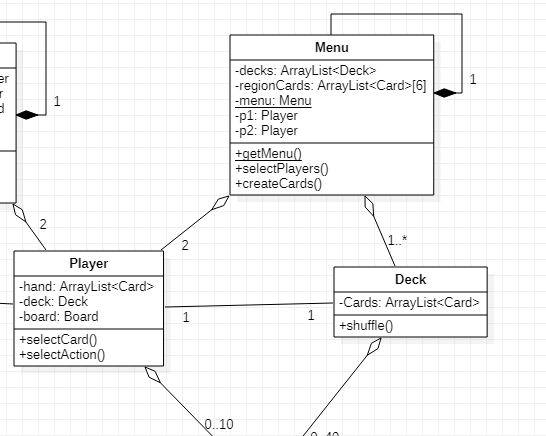 Menu
-decks: ArrayList<Deck>
-regionCards: ArrayList<Card>[6]
-menu: Menu
-p1: Player
-p2: Player
+getMenu()
+selectPlayers()
+createCards()
1
er
r
d
1
2
2
1..*
Player
-hand: ArrayList<Card>
-deck: Deck
-board: Board
+selectCard()
+selectAction()
1
1
Deck
-Cards: ArrayList<Card>
+shuffle()
0..10